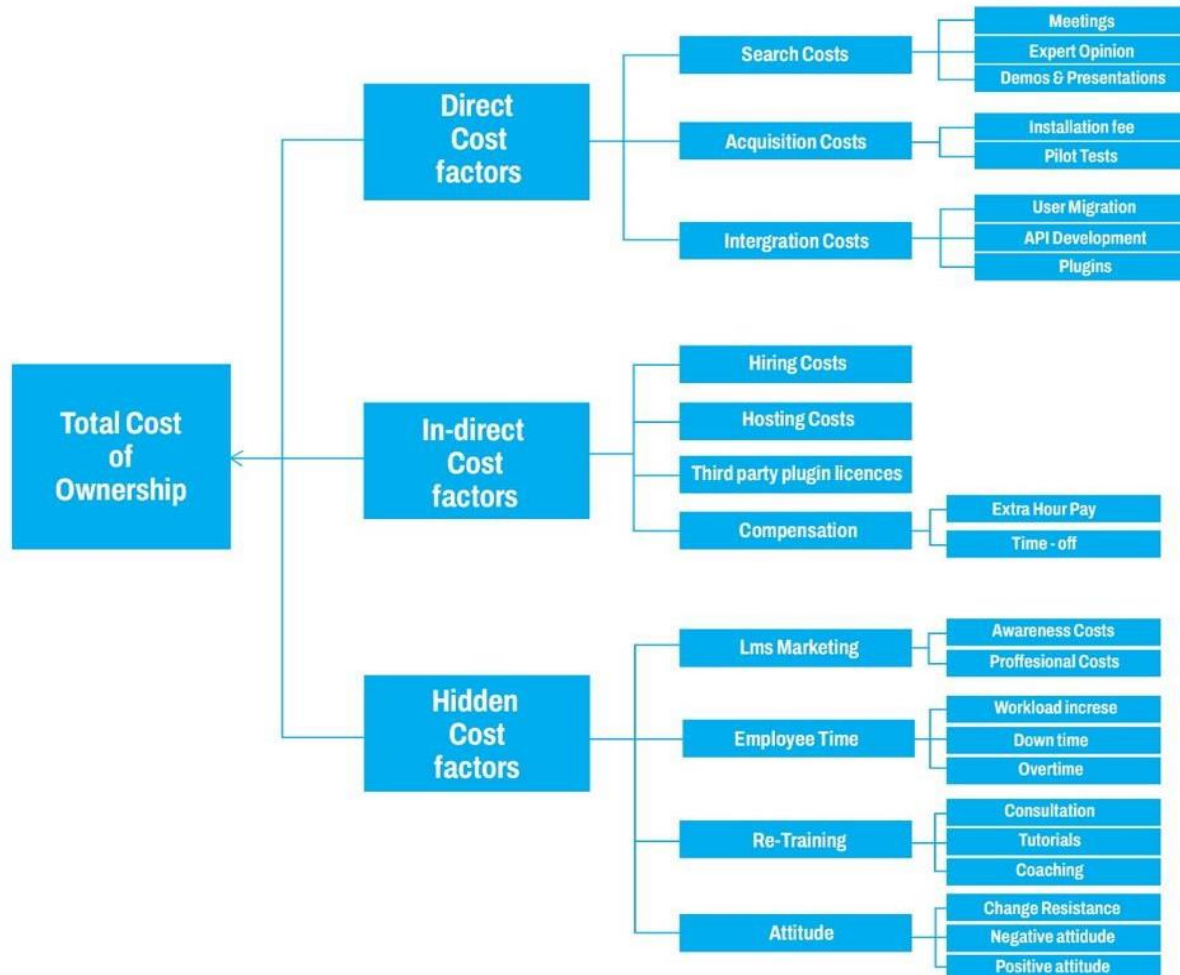 Total Cost
of
Ownership
Direct
Cost
factors
Search Costs
Meetings
Expert Opinion
Demos & Presentations
Acquisition Costs
Installation fee
Pilot Tests
Intergration Costs
User Migration
API Development
Plugins
In-direct
Cost
factors
Hiring Costs
Hosting Costs
Third party plugin licences
Compensation
Extra Hour Pay
Time - off
Hidden
Cost
factors
Lms Marketing
Awareness Costs
Proffesional Costs
Employee Time
Workload increse
Down time
Overtime
Re-Training
Consultation
Tutorials
Coaching
Attitude
Change Resistance
Negative attidude
Positive attitude